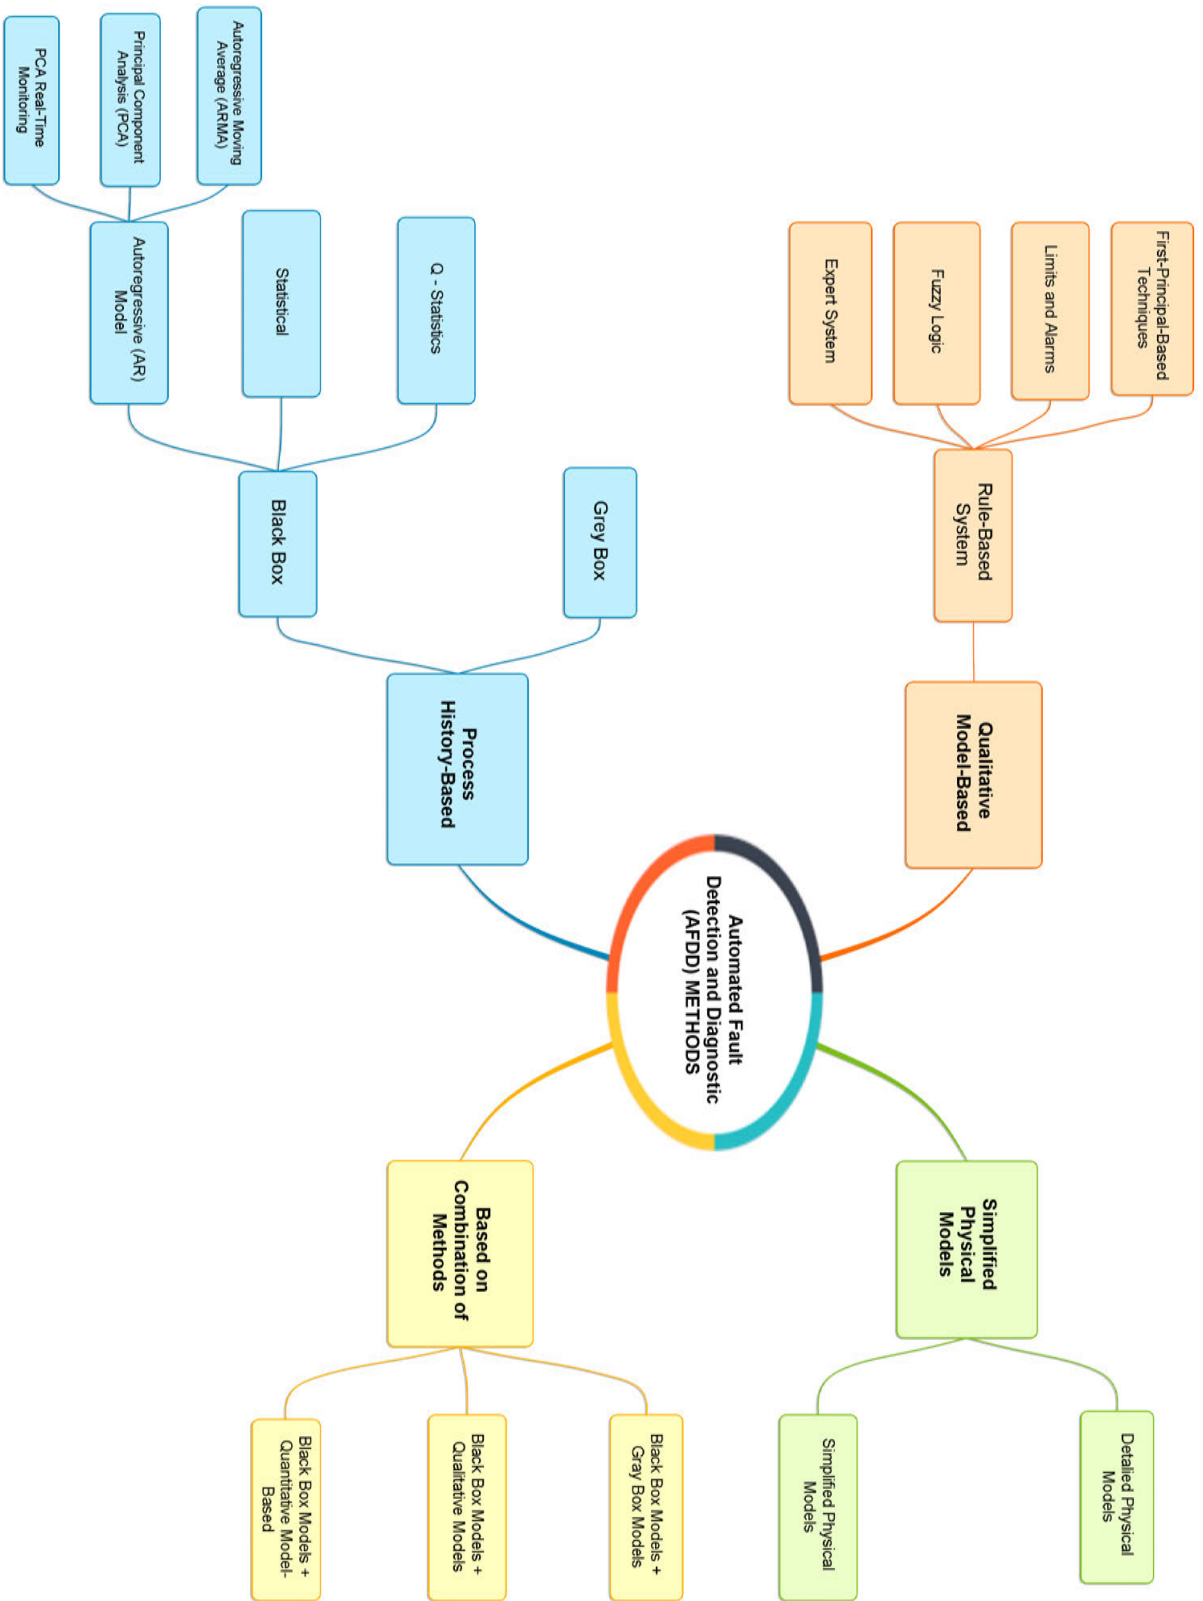 First-Principal-Based
Techniques
Limits and Alarms
Fuzzy Logic
Expert System
Rule-Based
System
Qualitative
Model-Based
Detalied Physical
Models
Simplified Physical
Models
Simplified
Physical
Models
Automated Fault
Detection and Diagnostic
(AFDD) METHODS
Autoregressive Moving
Average (ARMA)
Principal Component
Analysis (PCA)
PCA Real-Time
Monitoring
Q - Statistics
Statistical
Autoregressive (AR)
Model
Grey Box
Black Box
Process
History-Based
Based on
Combination of
Methods
Black Box Models +
Gray Box Models
Black Box Models +
Qualitative Models
Black Box Models +
Quantitative Model-
Based